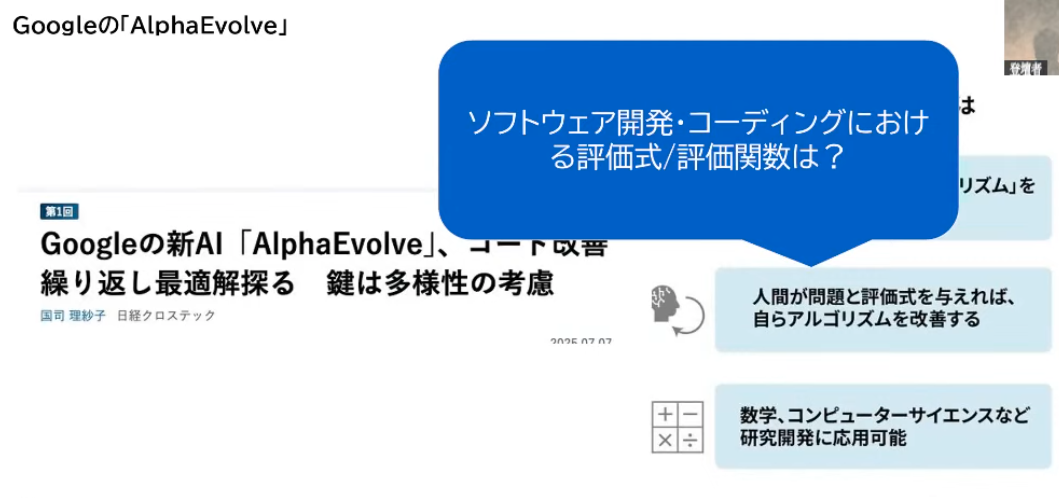 Googleの「AlphaEvolve」
登壇者
ソフトウェア開発・コーディングにおけ
る評価式/評価関数は？
は
リズム」を
第1回
Googleの新AI「AlphaEvolve」、コード改善
繰り返し最適解探る　鍵は多様性の考慮
国司 理紗子　日経クロステック
2025.07.07
人間が問題と評価式を与えれば、
自らアルゴリズムを改善する
数学、コンピューターサイエンスなど
研究開発に応用可能